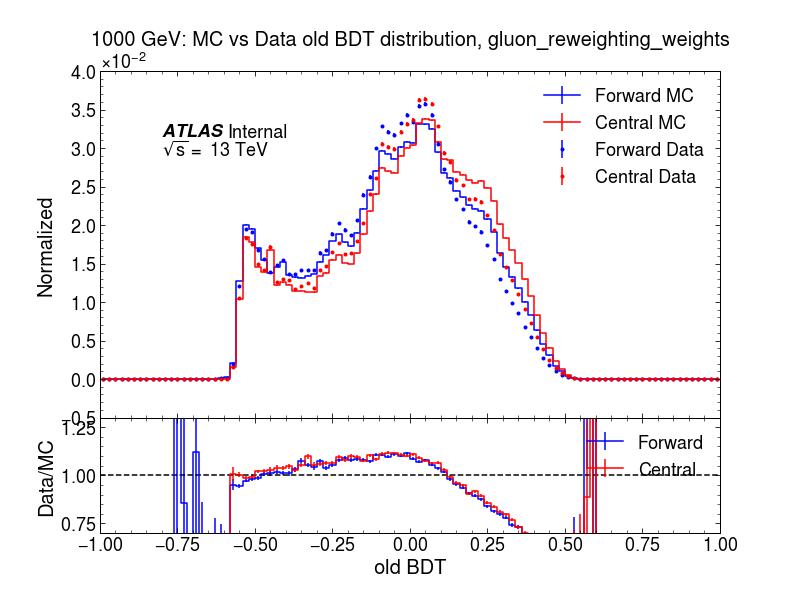 1000 GeV: MC vs Data old BDT distribution, gluon_reweighting_weights
×10⁻²
4.0
3.5
3.0
2.5
2.0
1.5
1.0
0.5
0.0
0.5
Normalized
ATLAS Internal
√s = 13 TeV
Forward MC
Central MC
Forward Data
Central Data
1.25
1.00
0.75
Data/MC
Forward
Central
−1.00 −0.75 −0.50 −0.25 0.00 0.25 0.50 0.75 1.00
old BDT